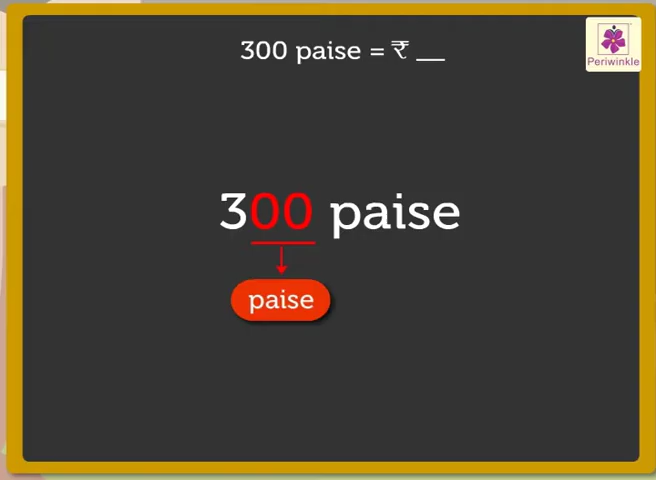 300 paise = ₹ __
Periwinkle
300 paise
paise